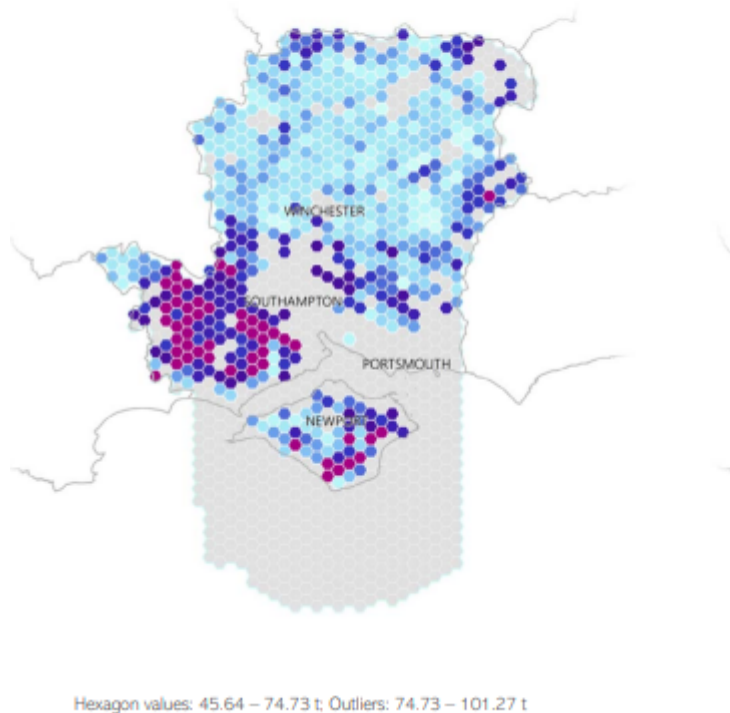 WINCHESTER
SOUTHAMPTON
PORTSMOUTH
NEWPORT
Hexagon values: 45.64 – 74.73 t; Outliers: 74.73 – 101.27 t